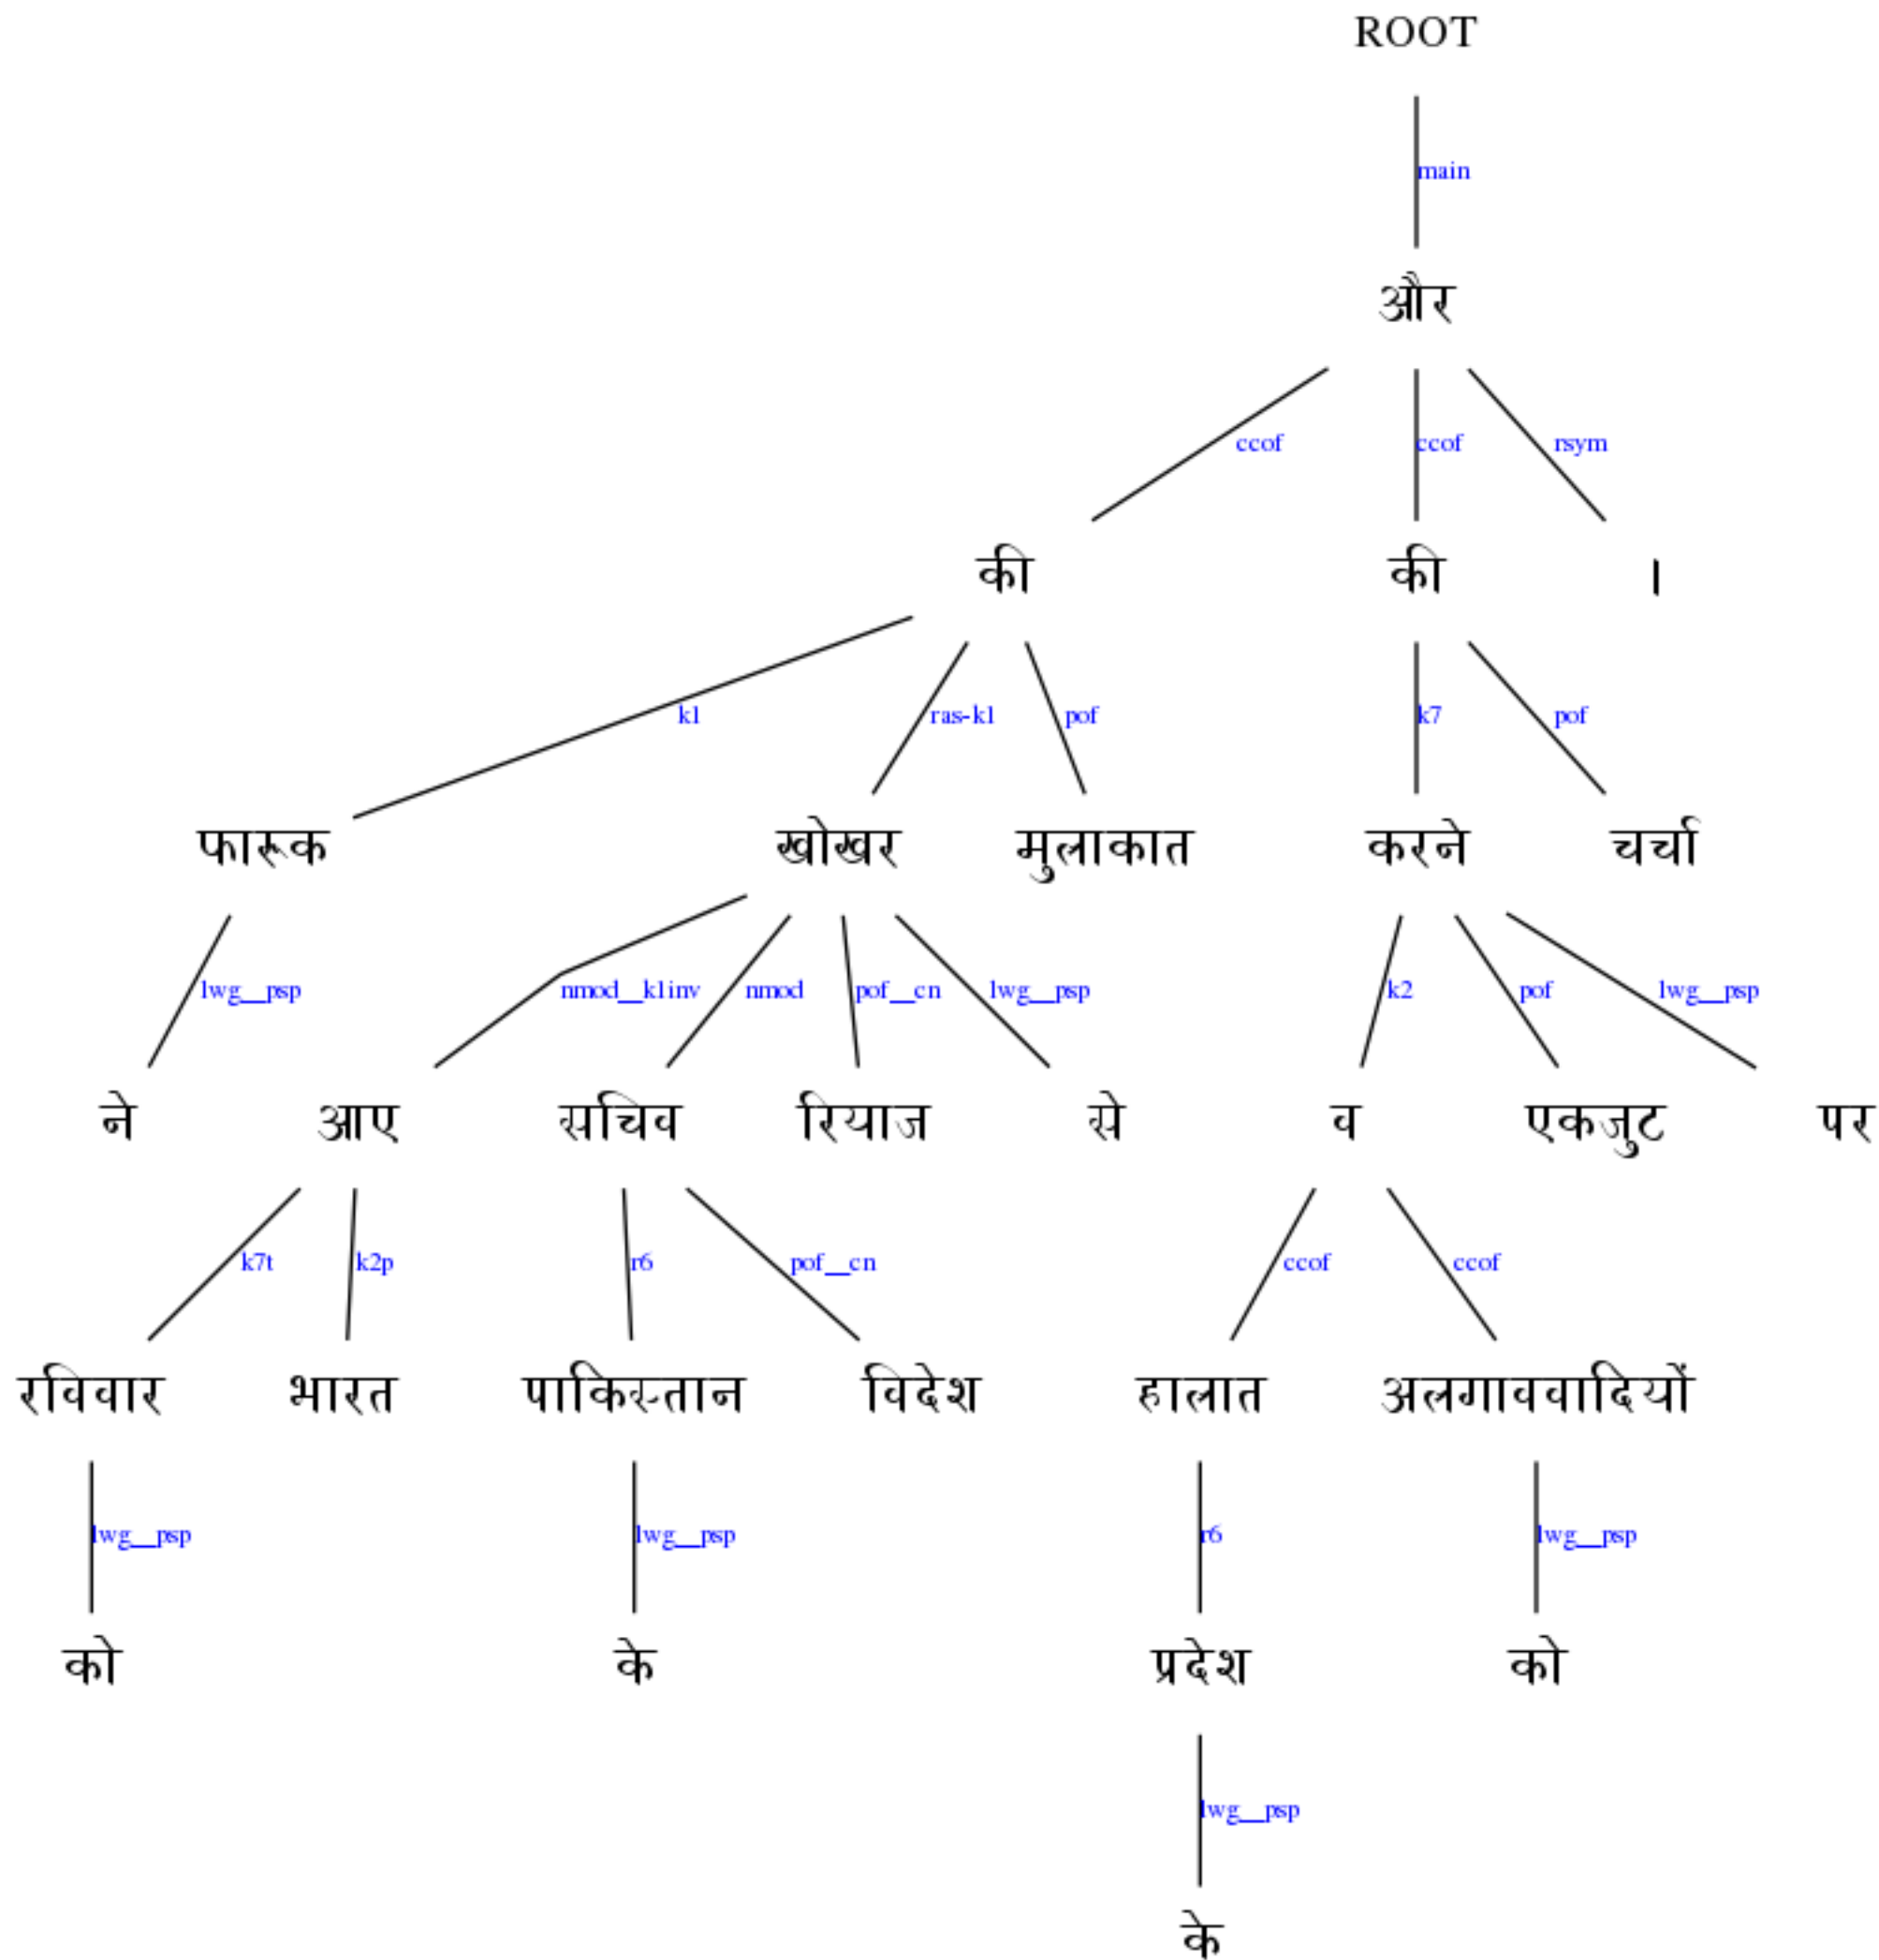 ROOT
main
और
ccof ccof rsym
की की ।
k1 ras-k1 pof k7 pof
फारूक खोखर मुलाकात करने चर्चा
lwg__psp nmod__k1inv nmod pof__cn lwg__psp k2 pof lwg__psp
ने आए सचिव रियाज से व एकजुट पर
k7t k2p r6 pof__cn ccof ccof
रविवार भारत पाकिस्तान विदेश हालात अलगाववादियों
lwg__psp lwg__psp r6 lwg__psp
को के प्रदेश को
lwg__psp
के